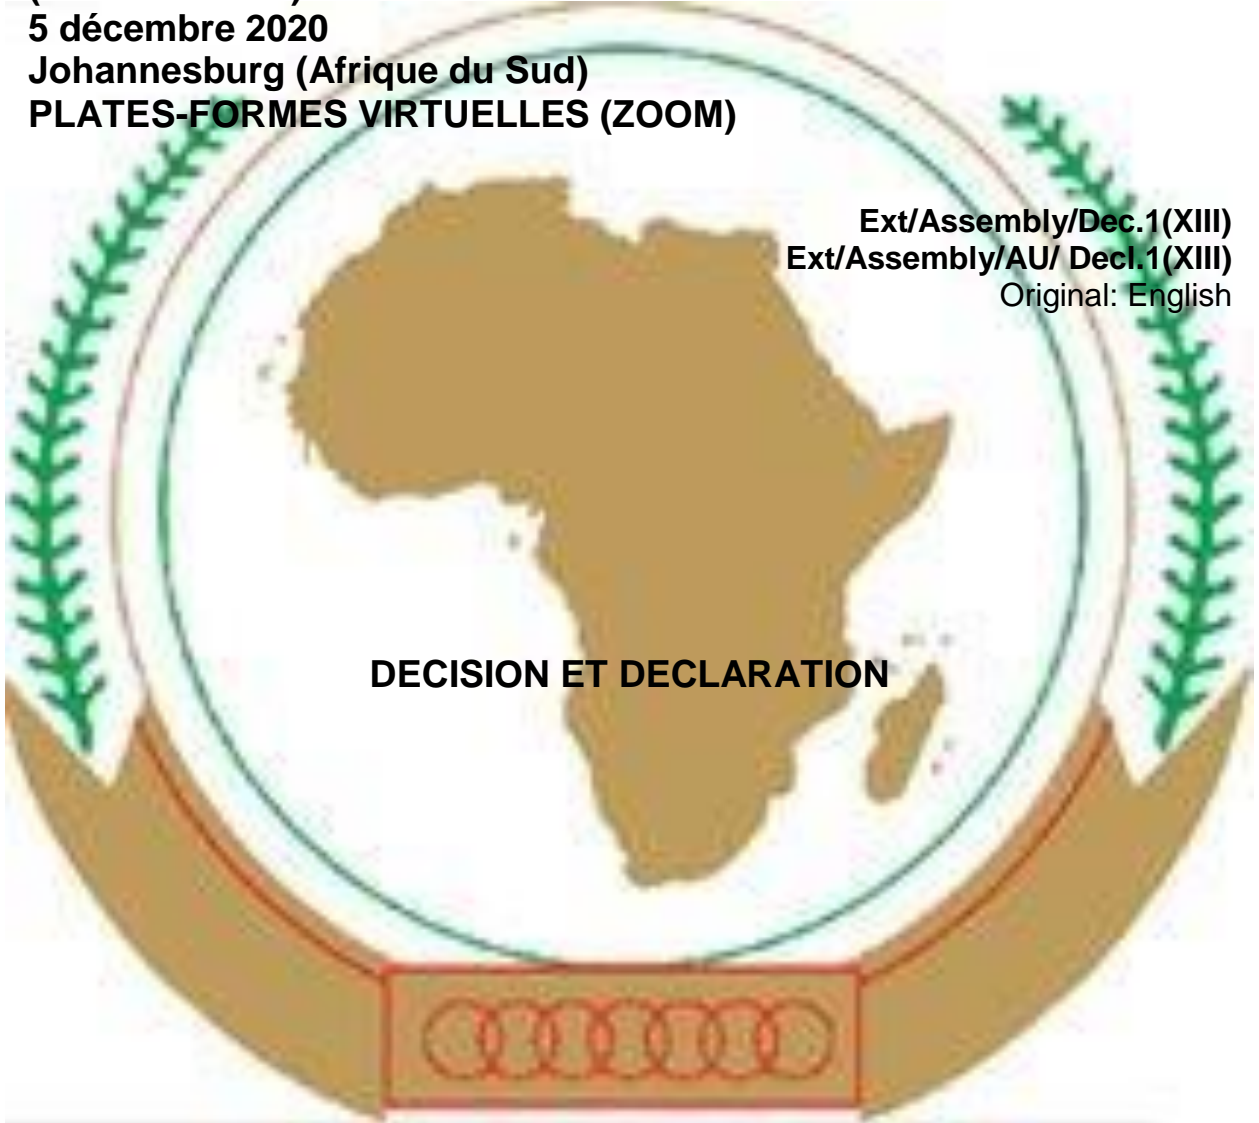 5 décembre 2020
Johannesburg (Afrique du Sud)
PLATES-FORMES VIRTUELLES (ZOOM)
Ext/Assembly/Dec.1(XIII)
Ext/Assembly/AU/ Decl.1(XIII)
Original: English
DECISION ET DECLARATION